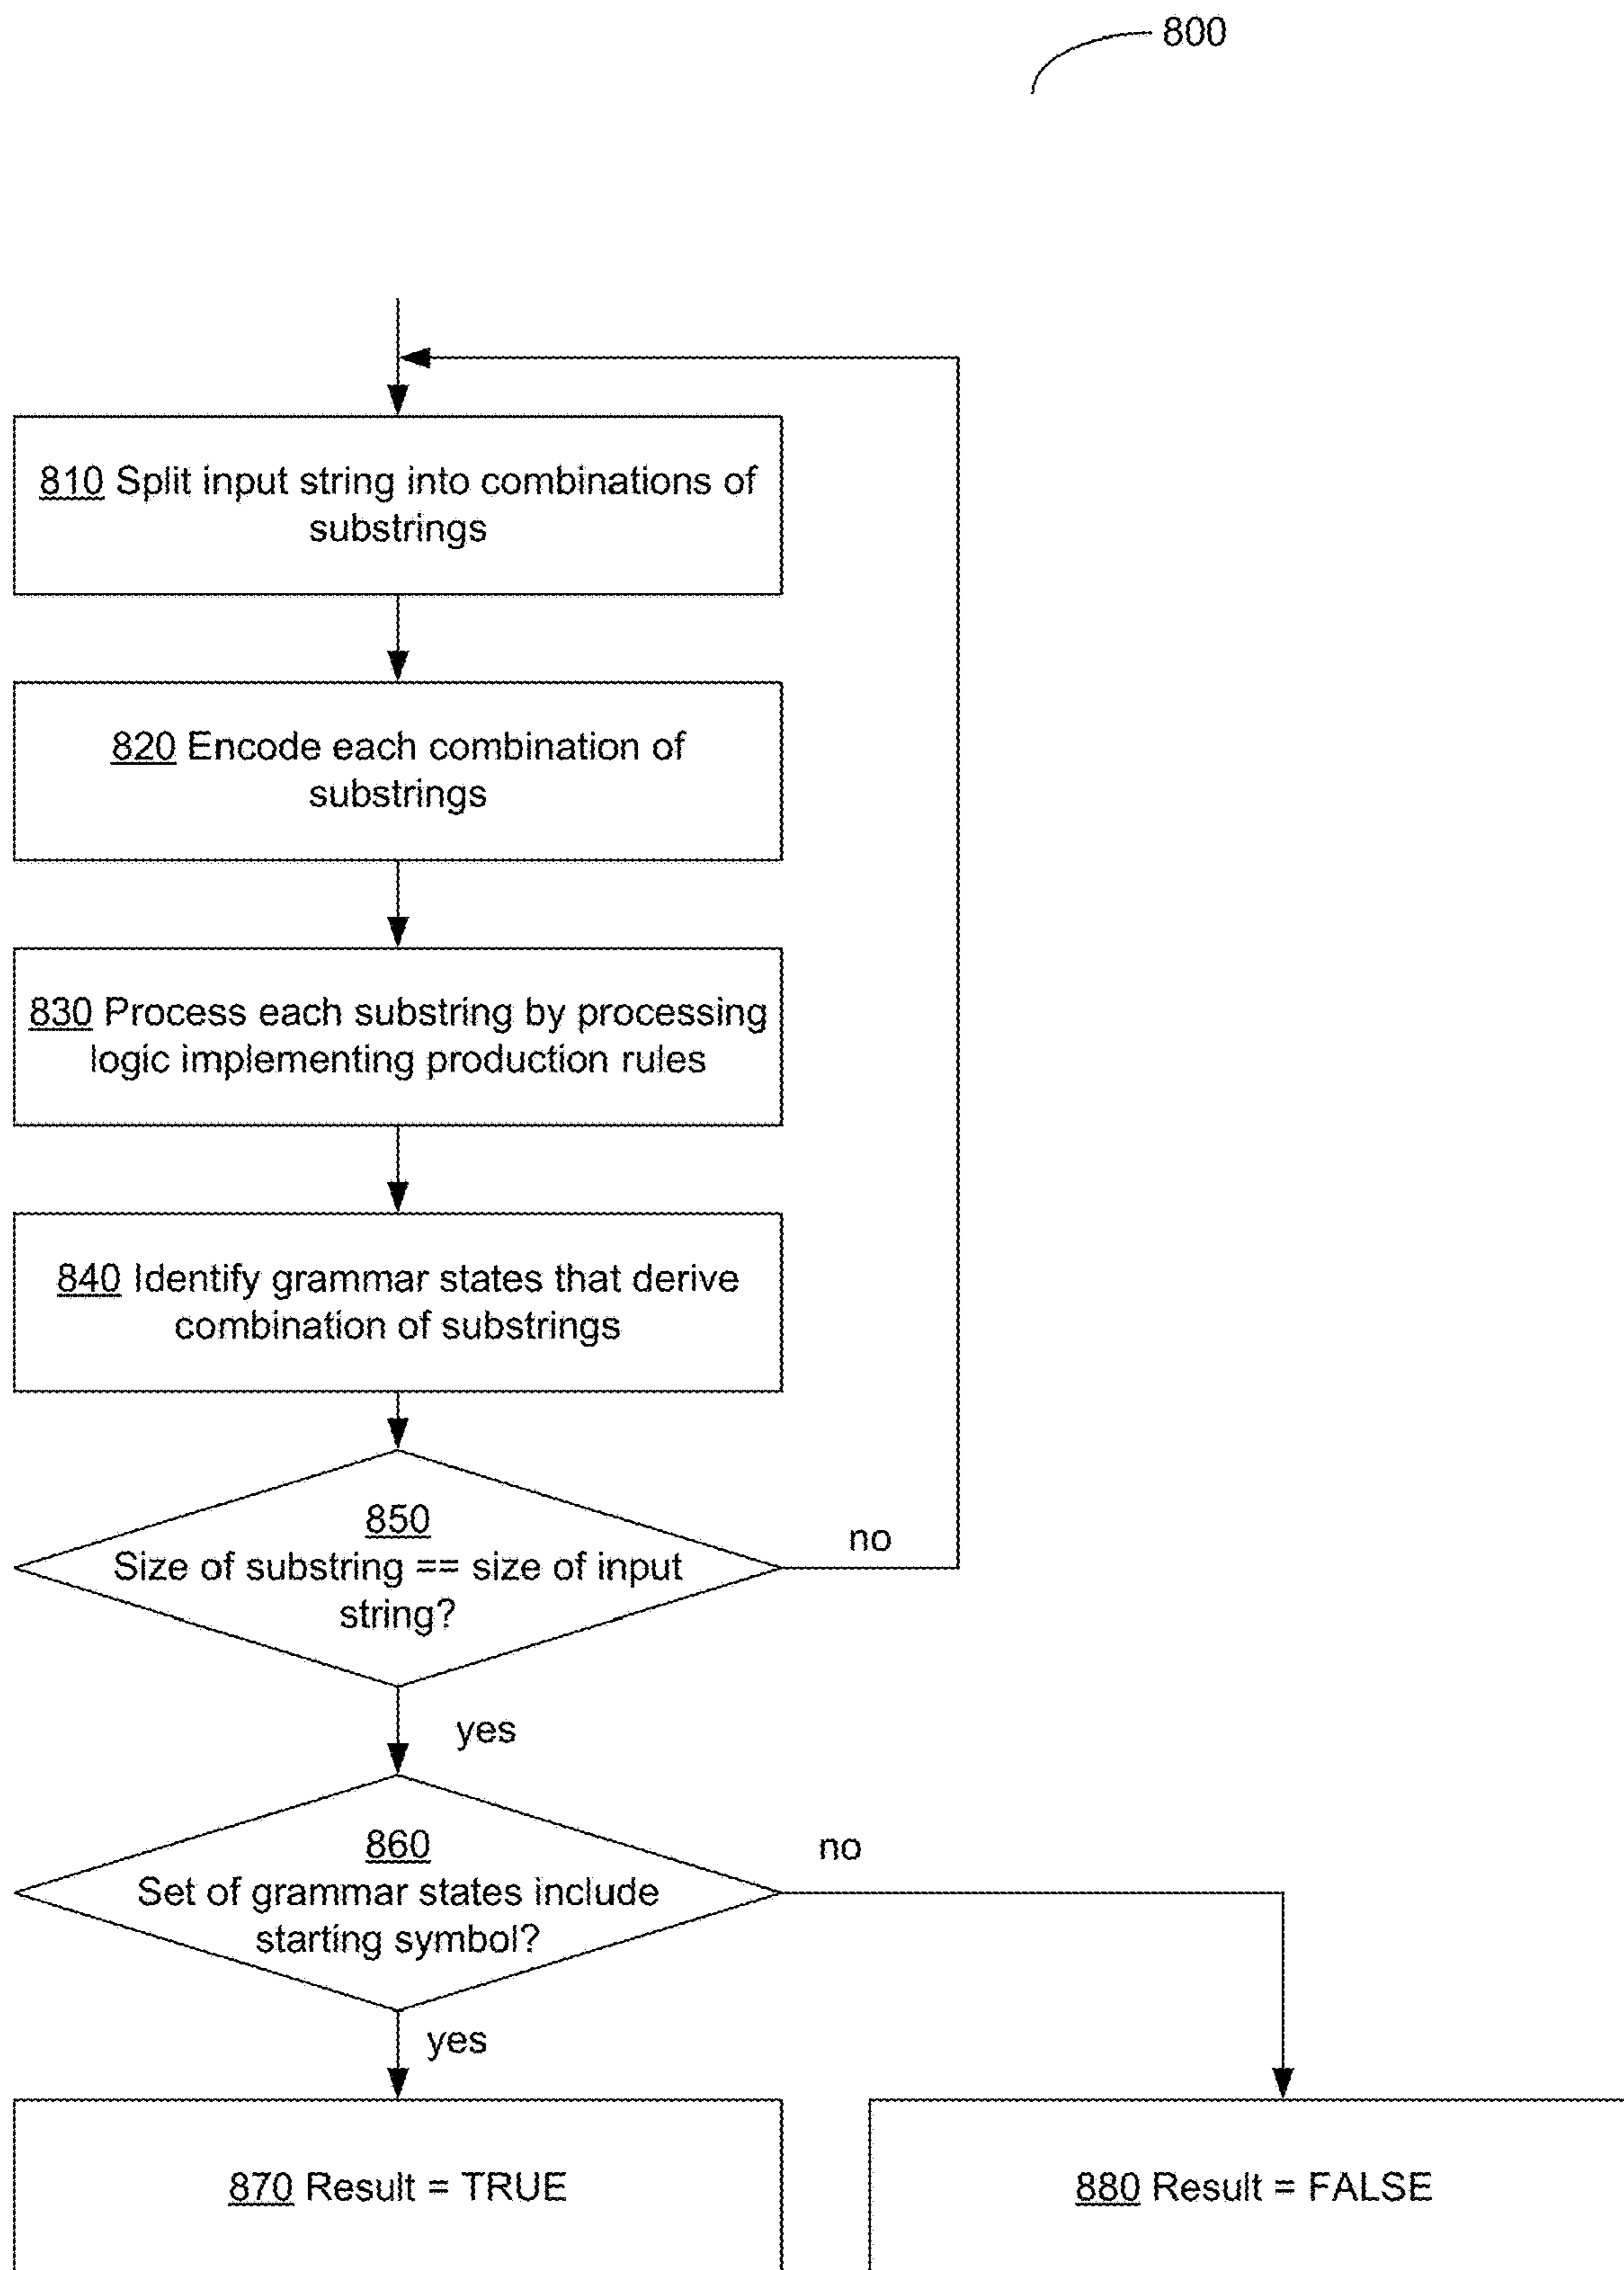 800
810 Split input string into combinations of
substrings
820 Encode each combination of
substrings
830 Process each substring by processing
logic implementing production rules
840 Identify grammar states that derive
combination of substrings
850
Size of substring == size of input
string?
no
yes
860
Set of grammar states include
starting symbol?
no
yes
870 Result = TRUE
880 Result = FALSE